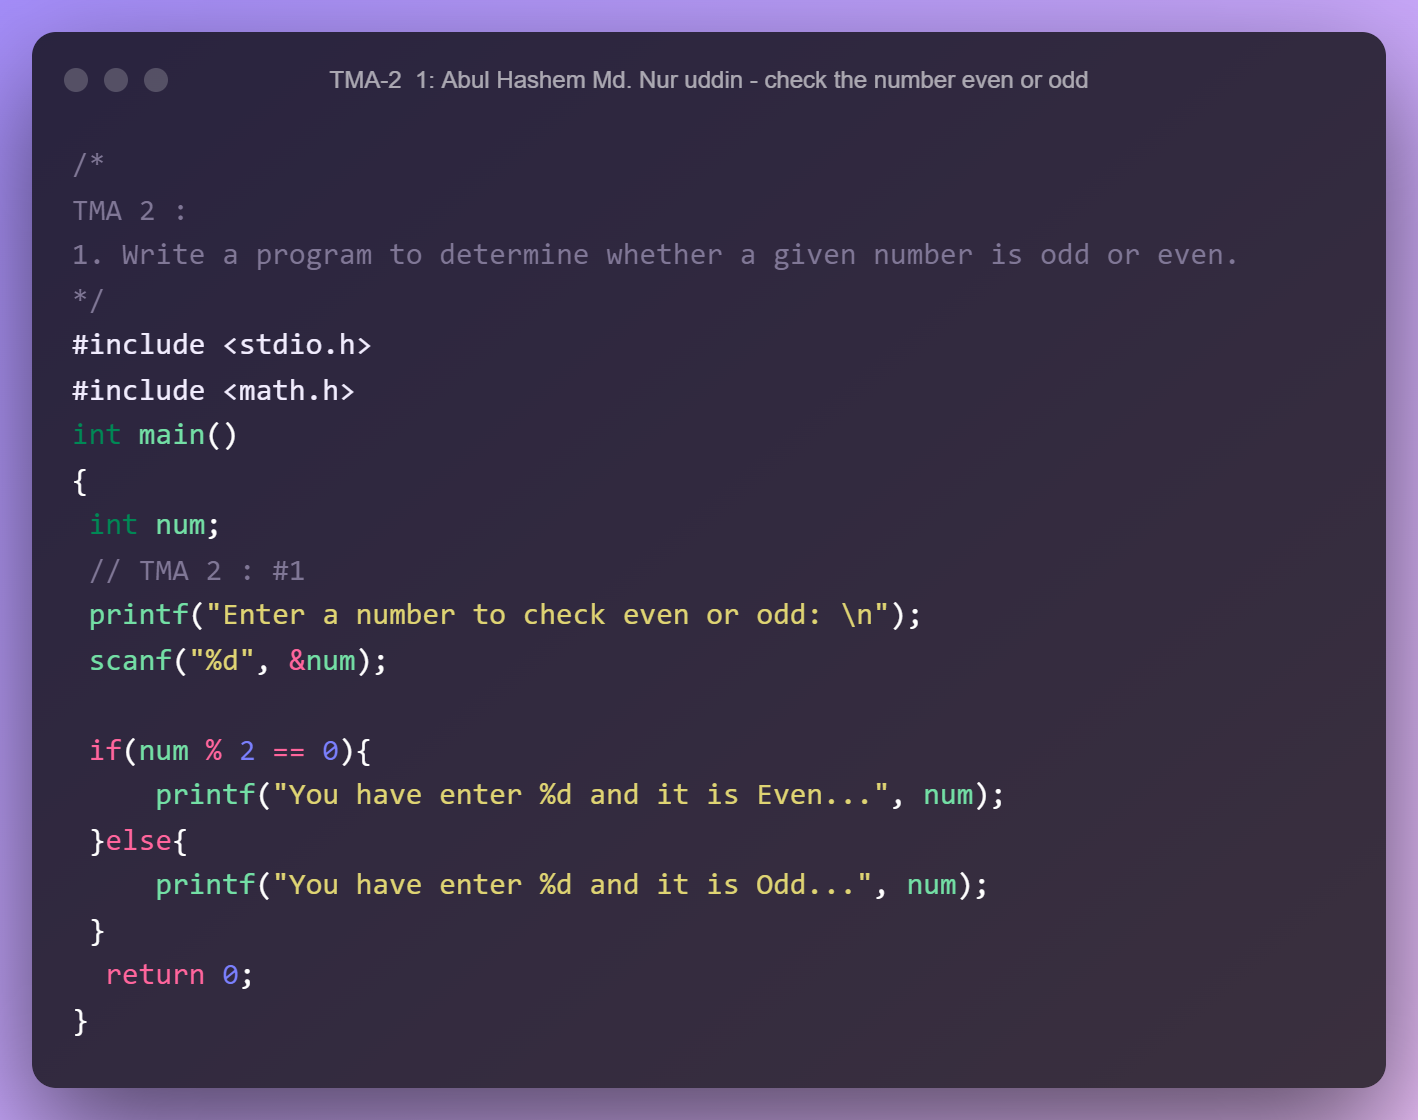 TMA-2  1: Abul Hashem Md. Nur uddin - check the number even or odd
/*
TMA 2 :
1. Write a program to determine whether a given number is odd or even.
*/
#include <stdio.h>
#include <math.h>
int main()
{
 int num;
 // TMA 2 : #1
 printf("Enter a number to check even or odd: \n");
 scanf("%d", &num);

 if(num % 2 == 0){
     printf("You have enter %d and it is Even...", num);
 }else{
     printf("You have enter %d and it is Odd...", num);
 }
  return 0;
}